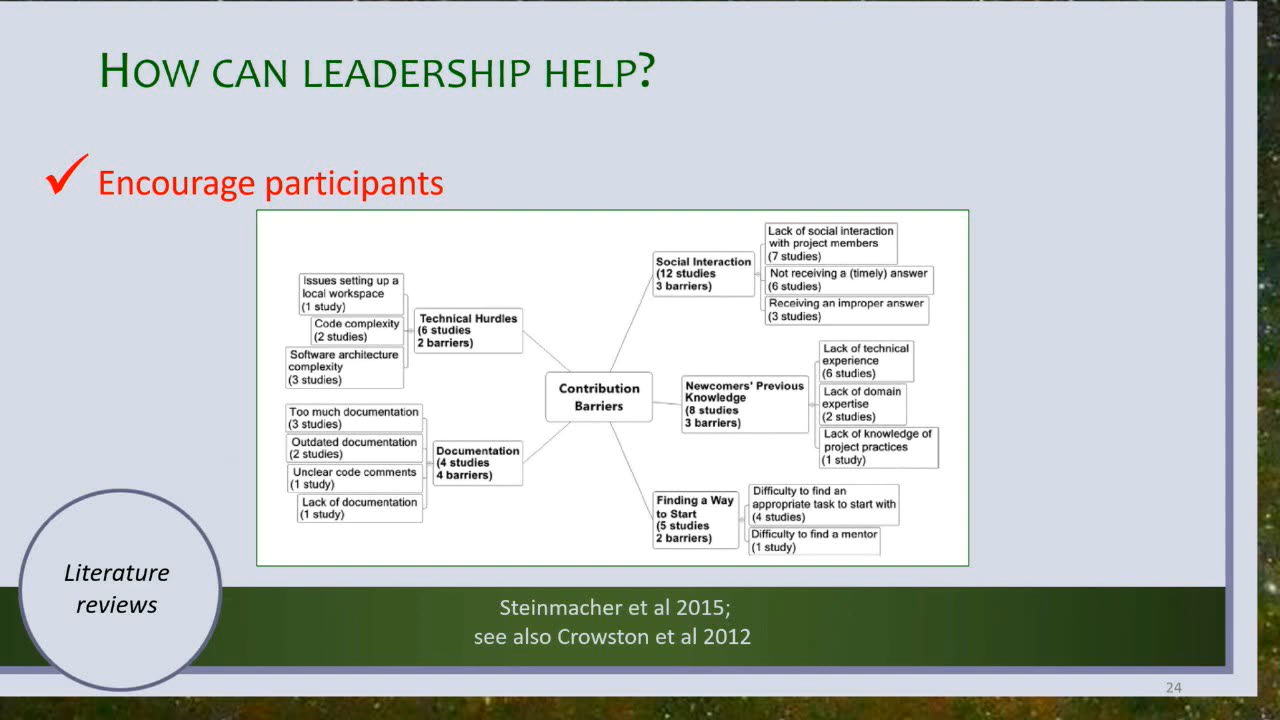 HOW CAN LEADERSHIP HELP?
✓ Encourage participants
Issues setting up a
local workspace
(1 study)
Code complexity
(2 studies)
Software architecture
complexity
(3 studies)
Technical Hurdles
(6 studies
2 barriers)
Too much documentation
(3 studies)
Outdated documentation
(2 studies)
Unclear code comments
(1 study)
Lack of documentation
(1 study)
Documentation
(4 studies
4 barriers)
Contribution
Barriers
Social Interaction
(12 studies
3 barriers)
Lack of social interaction
with project members
(7 studies)
Not receiving a (timely) answer
(6 studies)
Receiving an improper answer
(3 studies)
Newcomers' Previous
Knowledge
(8 studies
3 barriers)
Lack of technical
experience
(6 studies)
Lack of domain
expertise
(2 studies)
Lack of knowledge of
project practices
(1 study)
Finding a Way
to Start
(5 studies
2 barriers)
Difficulty to find an
appropriate task to start with
(4 studies)
Difficulty to find a mentor
(1 study)
Literature
reviews
Steinmacher et al 2015;
see also Crowston et al 2012
24